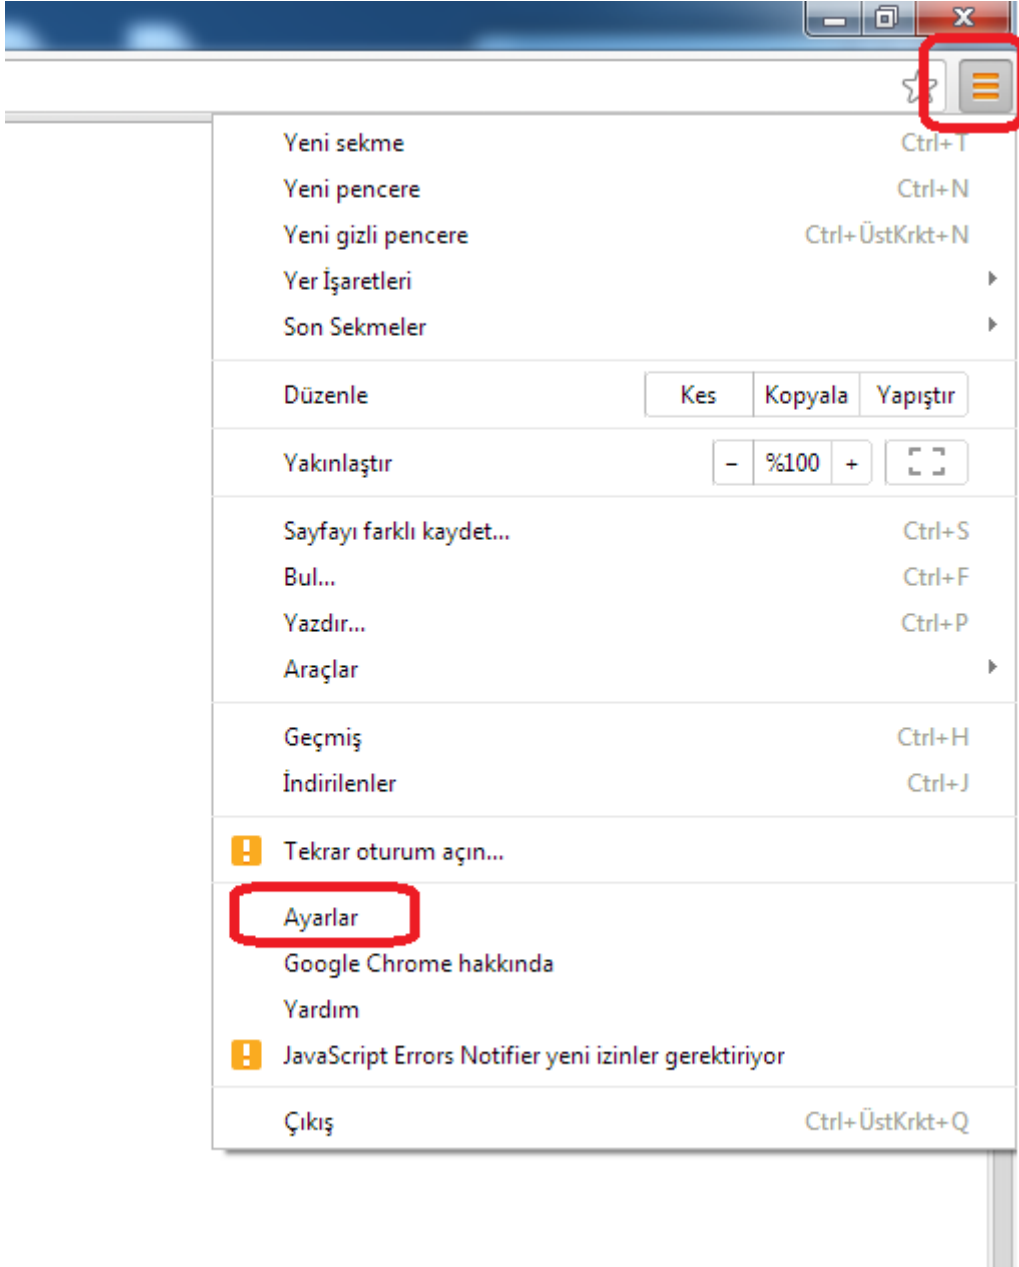 Yeni sekme Ctrl+T
Yeni pencere Ctrl+N
Yeni gizli pencere Ctrl+ÜstKrkt+N
Yer İşaretleri
Son Sekmeler
Düzenle Kes Kopyala Yapıştır
Yakınlaştır - %100 +
Sayfayı farklı kaydet... Ctrl+S
Bul... Ctrl+F
Yazdır... Ctrl+P
Araçlar
Geçmiş Ctrl+H
İndirilenler Ctrl+J
Tekrar oturum açın...
Ayarlar
Google Chrome hakkında
Yardım
JavaScript Errors Notifier yeni izinler gerektiriyor
Çıkış Ctrl+ÜstKrkt+Q